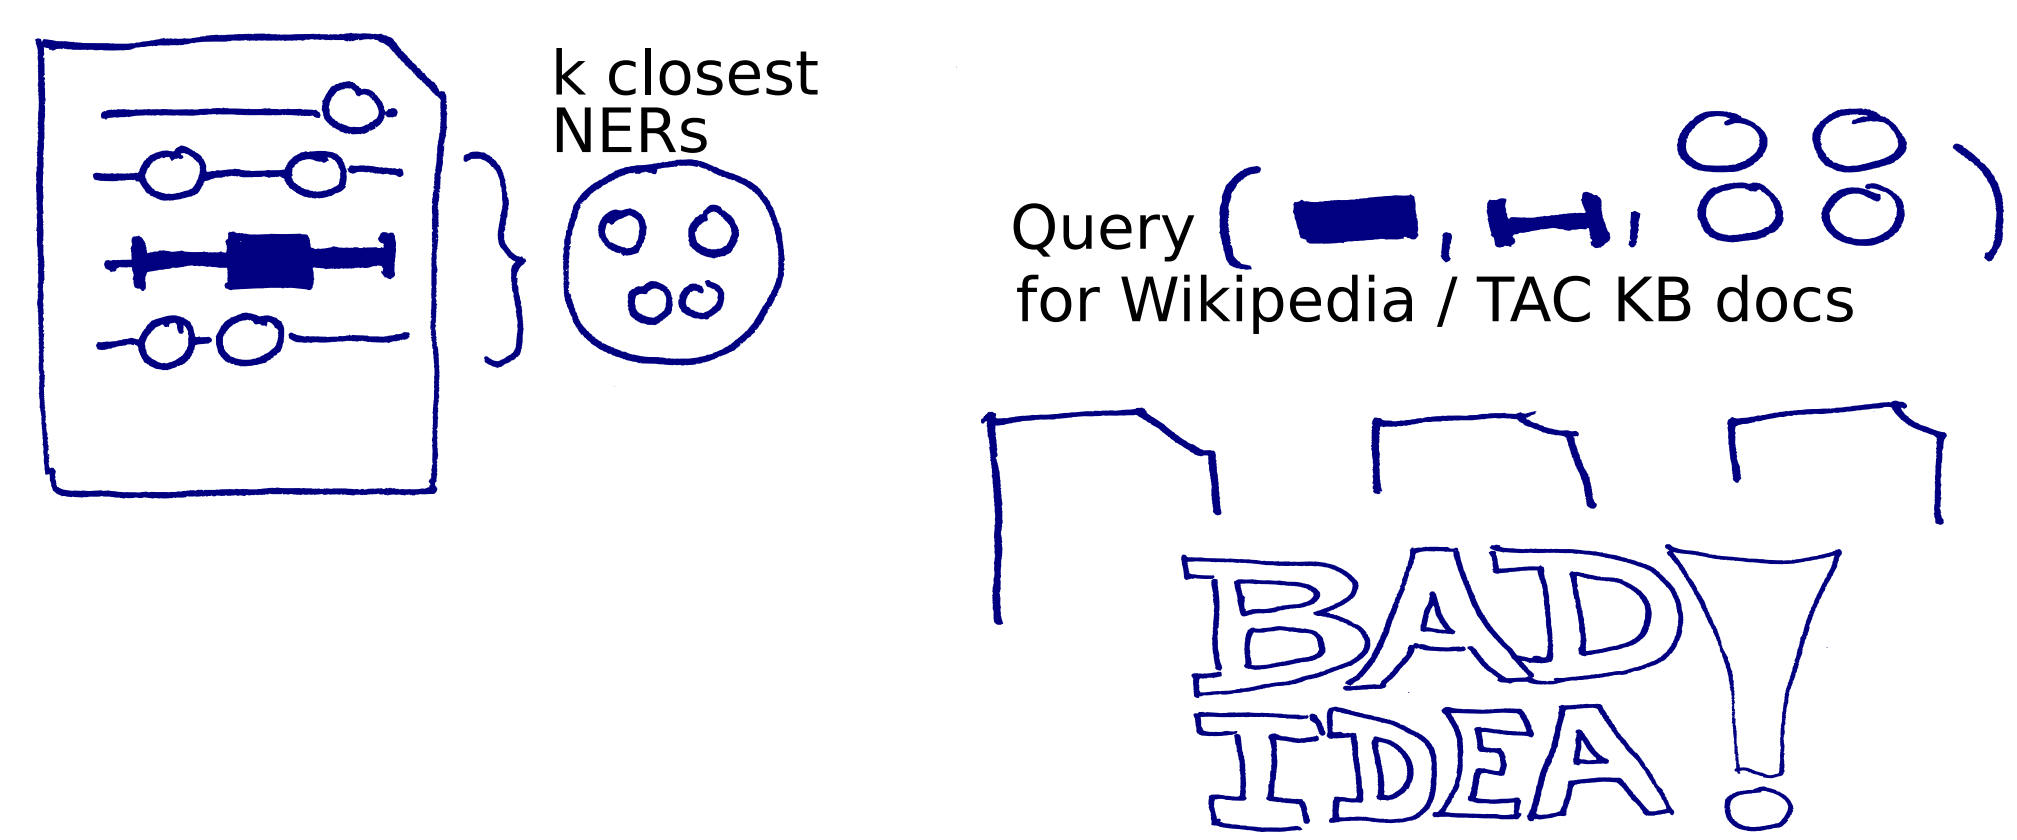 k closest
NERs
Query ( , , )
for Wikipedia / TAC KB docs
BAD
IDEA!